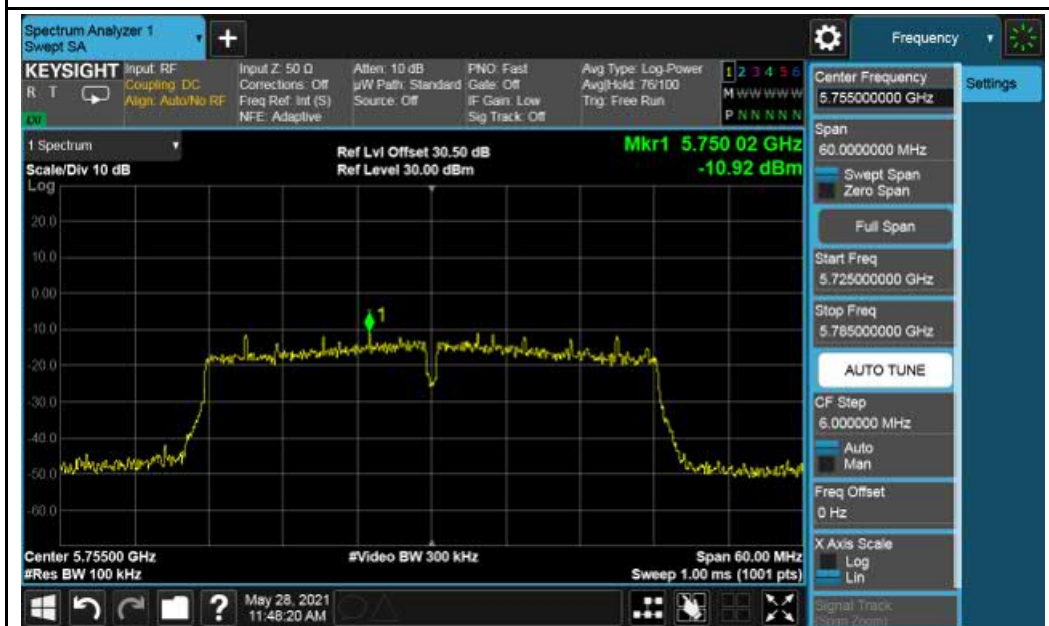 Spectrum Analyzer 1
Swept SA
+
Frequency
KEYSIGHT
R T
LXI
Input: RF
Coupling: DC
Align: Auto/No RF
Input Z: 50 Ω
Corrections: Off
Freq Ref: Int (S)
NFE: Adaptive
Atten: 10 dB
µW Path: Standard
Source: Off
PNO: Fast
Gate: Off
IF Gain: Low
Sig Track: Off
Avg Type: Log-Power
Avg|Hold: 76/100
Trig: Free Run
1 2 3 4 5 6
M W W W W W
P N N N N N
1 Spectrum
Scale/Div 10 dB
Log
Ref Lvl Offset 30.50 dB
Ref Level 30.00 dBm
Mkr1 5.750 02 GHz
-10.92 dBm
20.0
10.0
0.00
-10.0
-20.0
-30.0
-40.0
-50.0
-60.0
1
Center 5.75500 GHz
#Res BW 100 kHz
#Video BW 300 kHz
Span 60.00 MHz
Sweep 1.00 ms (1001 pts)
Center Frequency
5.755000000 GHz
Settings
Span
60.0000000 MHz
Swept Span
Zero Span
Full Span
Start Freq
5.725000000 GHz
Stop Freq
5.785000000 GHz
AUTO TUNE
CF Step
6.000000 MHz
Auto
Man
Freq Offset
0 Hz
X Axis Scale
Log
Lin
Signal Track
(Span Zoom)
?
May 28, 2021
11:48:20 AM